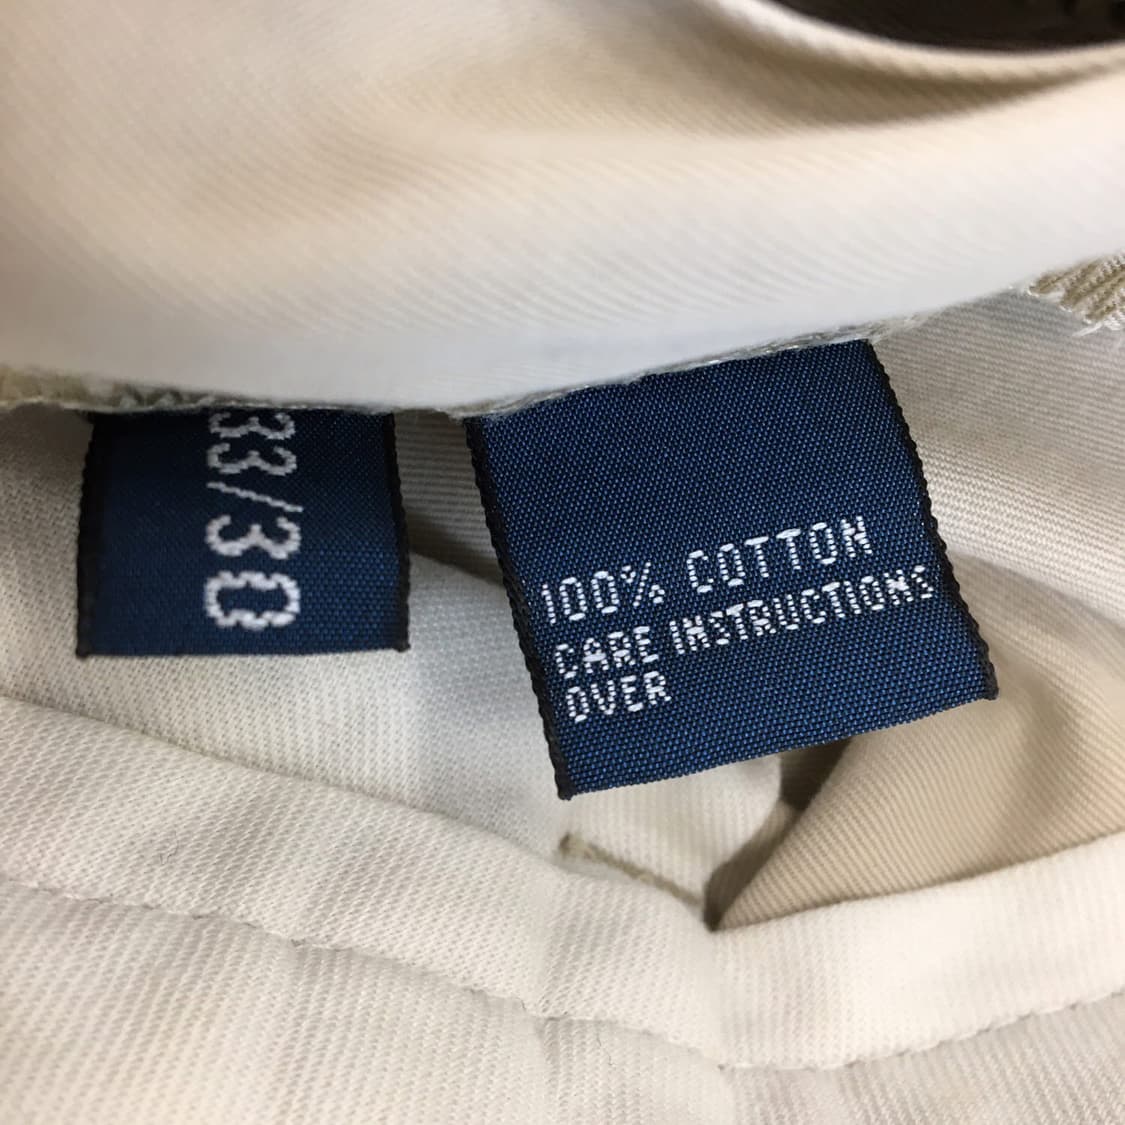 33/30
100% COTTON
CARE INSTRUCTIONS
OVER